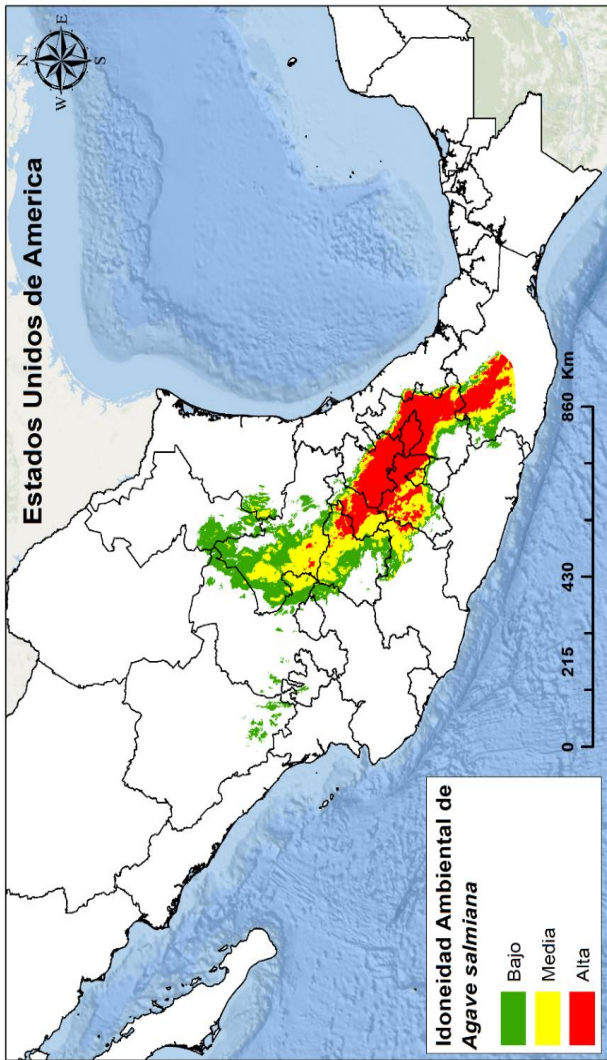 Estados Unidos de America
N
W
E
S
Idoneidad Ambiental de
Agave salmiana
Bajo
Media
Alta
0 215 430 860 Km